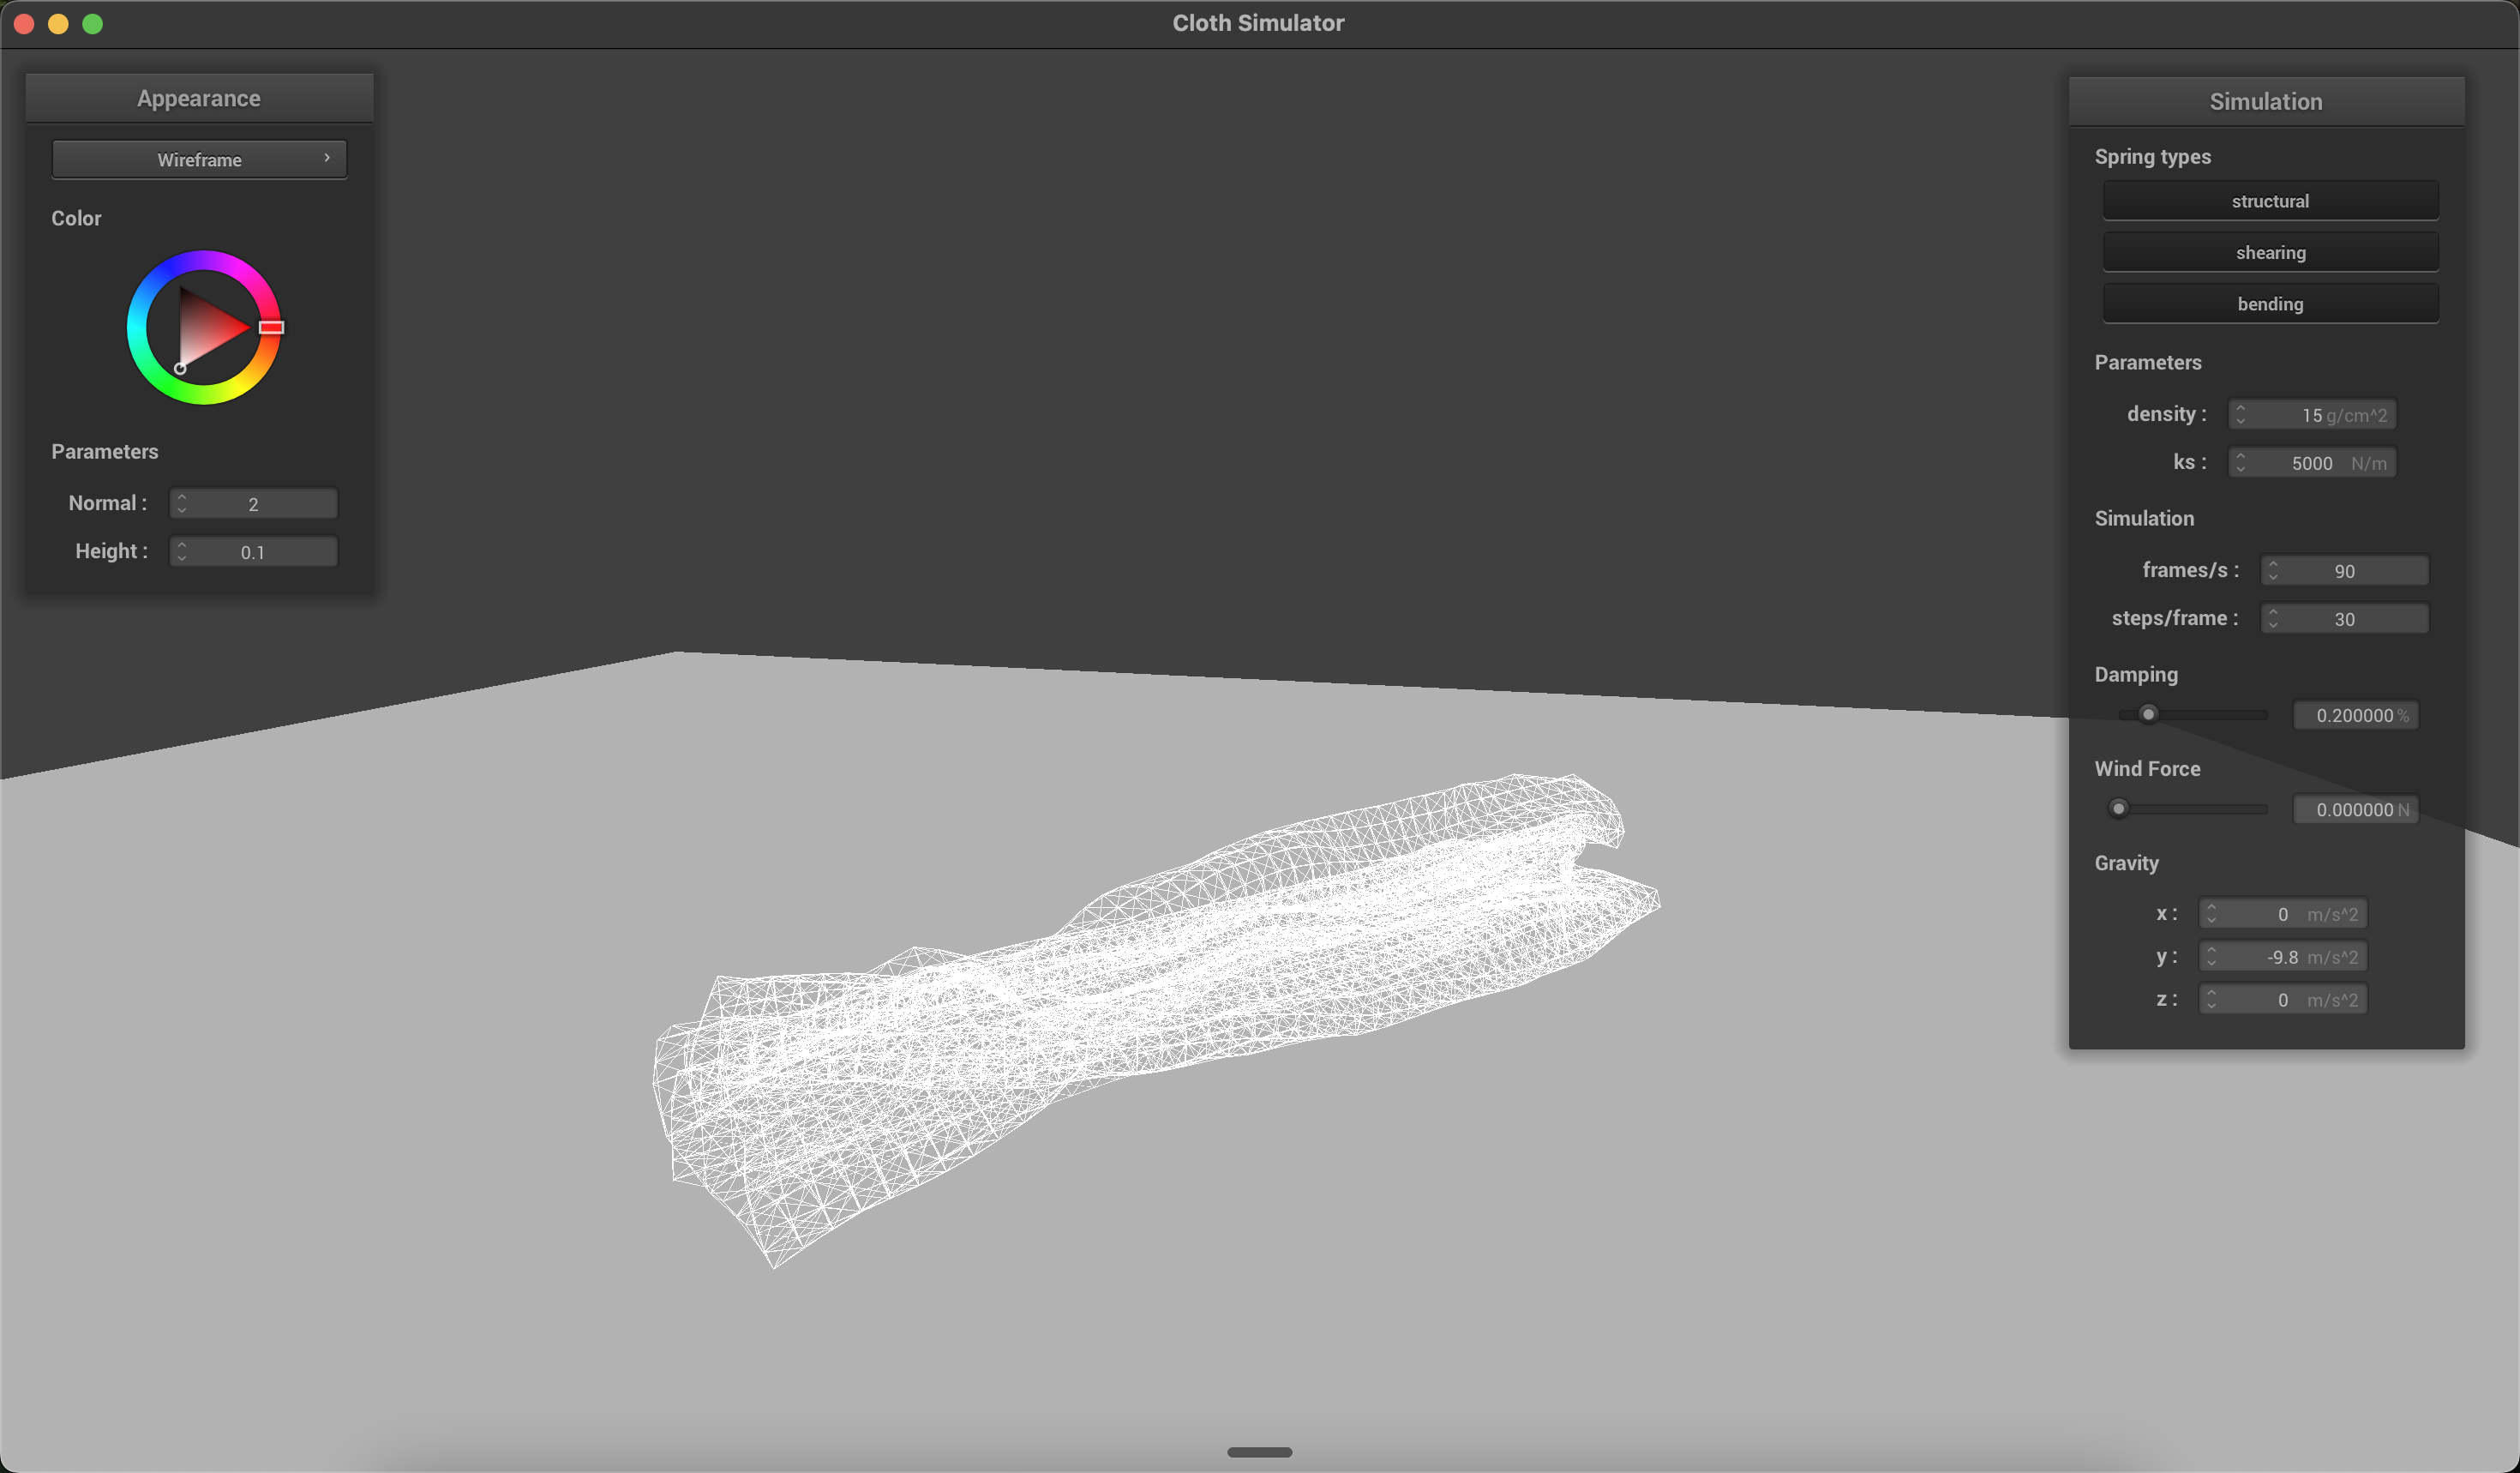 Cloth Simulator
Appearance
Wireframe
Color
Parameters
Normal : 2
Height : 0.1
Simulation
Spring types
structural
shearing
bending
Parameters
density : 15 g/cm^2
ks : 5000 N/m
Simulation
frames/s : 90
steps/frame : 30
Damping
0.200000 %
Wind Force
0.000000 N
Gravity
x : 0 m/s^2
y : -9.8 m/s^2
z : 0 m/s^2